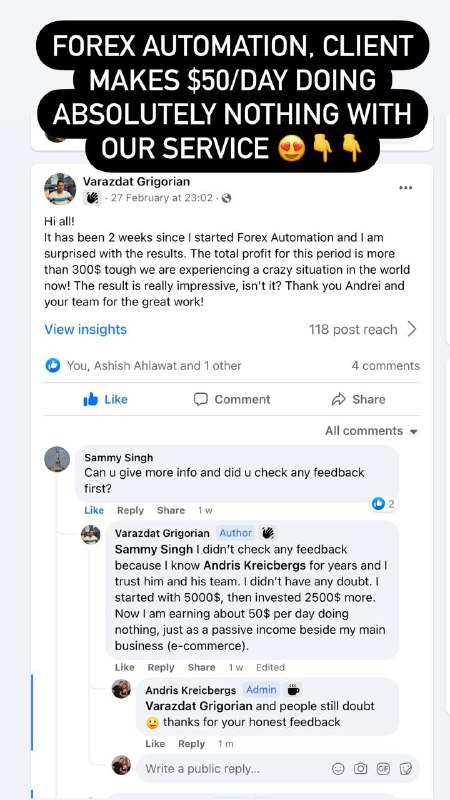 FOREX AUTOMATION, CLIENT
MAKES $50/DAY DOING
ABSOLUTELY NOTHING WITH
OUR SERVICE 😍👇👇
Varazdat Grigorian
· 27 February at 23:02 ·
Hi all!
It has been 2 weeks since I started Forex Automation and I am
surprised with the results. The total profit for this period is more
than 300$ tough we are experiencing a crazy situation in the world
now! The result is really impressive, isn't it? Thank you Andrei and
your team for the great work!
View insights
118 post reach
You, Ashish Ahlawat and 1 other
4 comments
Like
Comment
Share
All comments
Sammy Singh
Can u give more info and did u check any feedback
first?
Like Reply Share 1 w
2
Varazdat Grigorian Author
Sammy Singh I didn't check any feedback
because I know Andris Kreicbergs for years and I
trust him and his team. I didn't have any doubt. I
started with 5000$, then invested 2500$ more.
Now I am earning about 50$ per day doing
nothing, just as a passive income beside my main
business (e-commerce).
Like Reply Share 1 w Edited
Andris Kreicbergs Admin
Varazdat Grigorian and people still doubt
😀 thanks for your honest feedback
Like Reply 1 m
Write a public reply...
GIF